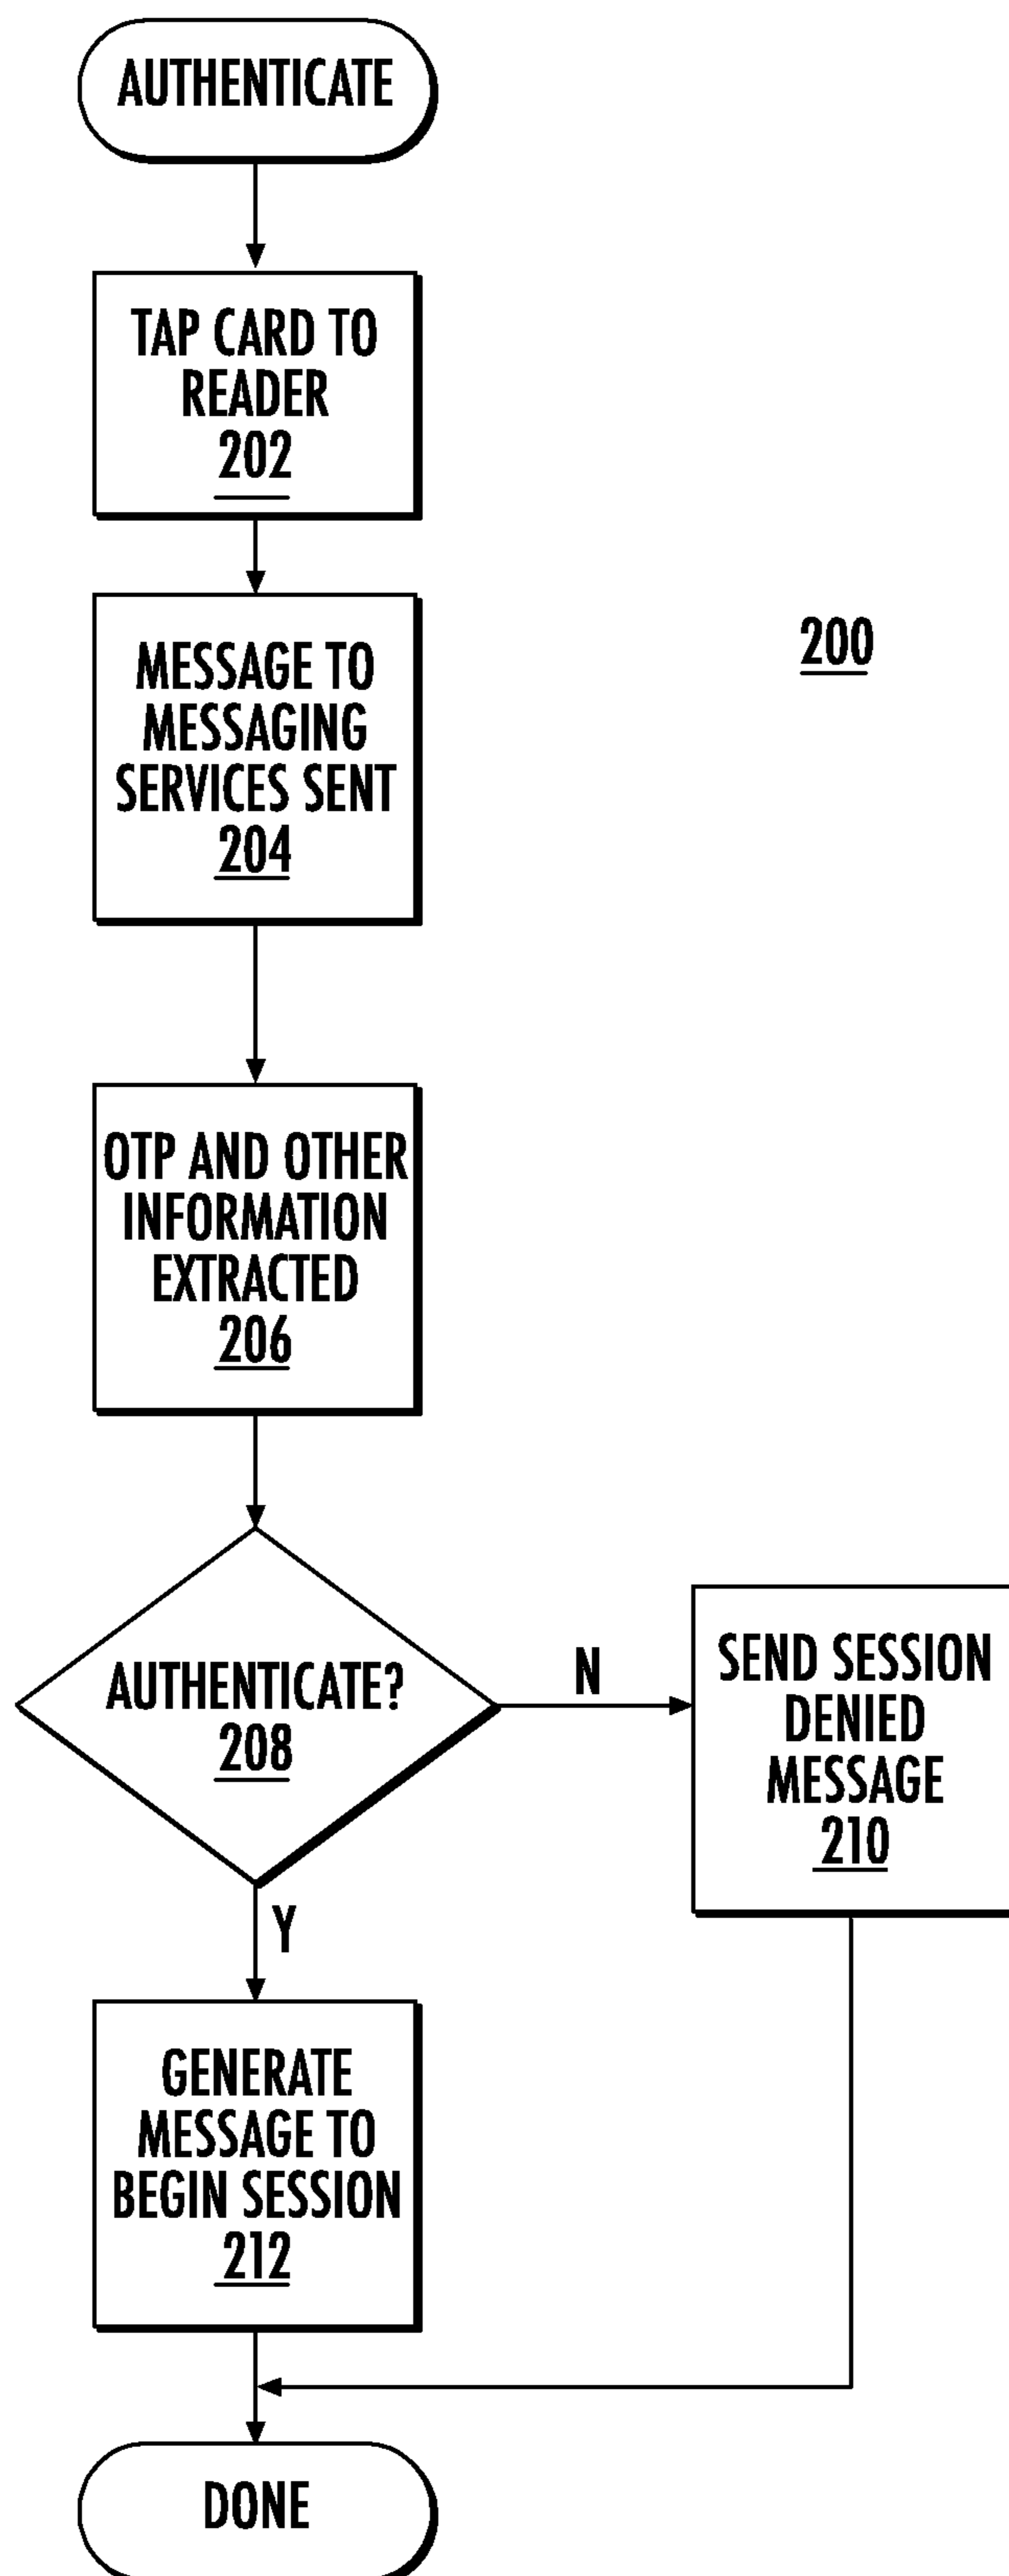 AUTHENTICATE
TAP CARD TO
READER
202
MESSAGE TO
MESSAGING
SERVICES SENT
204
200
OTP AND OTHER
INFORMATION
EXTRACTED
206
AUTHENTICATE?
208
N
SEND SESSION
DENIED
MESSAGE
210
Y
GENERATE
MESSAGE TO
BEGIN SESSION
212
DONE